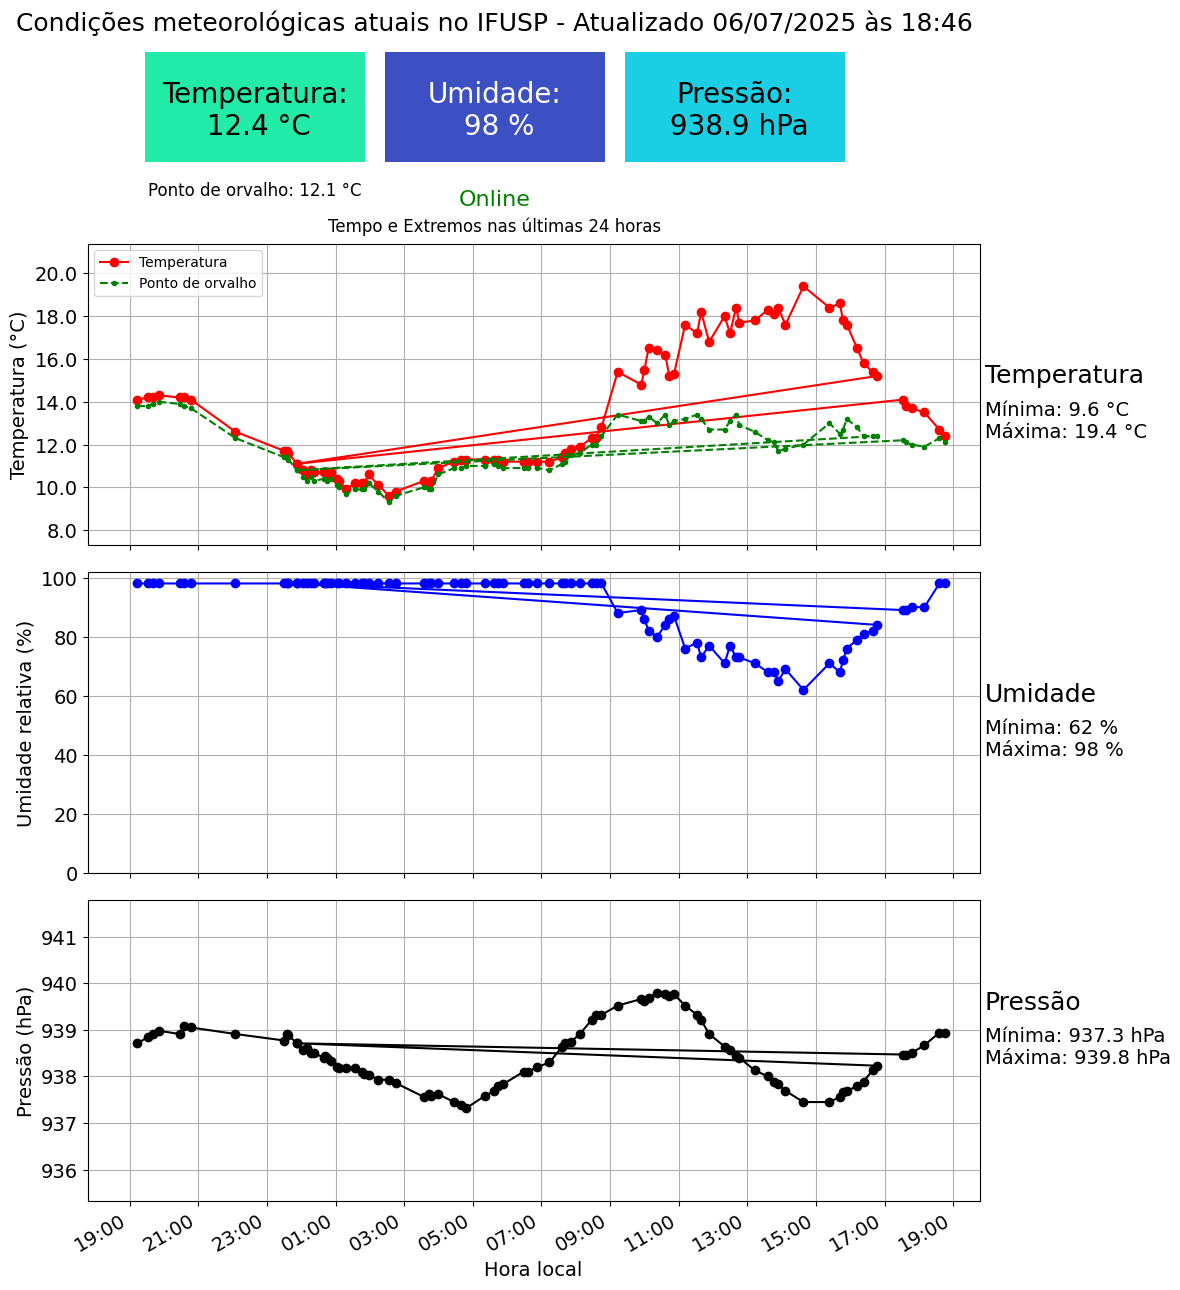 Condições meteorológicas atuais no IFUSP - Atualizado 06/07/2025 às 18:46
Temperatura:
12.4 °C
Umidade:
98 %
Pressão:
938.9 hPa
Ponto de orvalho: 12.1 °C
Online
Tempo e Extremos nas últimas 24 horas
Temperatura
Ponto de orvalho
Temperatura (°C)
20.0
18.0
16.0
14.0
12.0
10.0
8.0
Temperatura
Mínima: 9.6 °C
Máxima: 19.4 °C
Umidade relativa (%)
100
80
60
40
20
0
Umidade
Mínima: 62 %
Máxima: 98 %
Pressão (hPa)
941
940
939
938
937
936
Pressão
Mínima: 937.3 hPa
Máxima: 939.8 hPa
19:00 21:00 23:00 01:00 03:00 05:00 07:00 09:00 11:00 13:00 15:00 17:00 19:00
Hora local